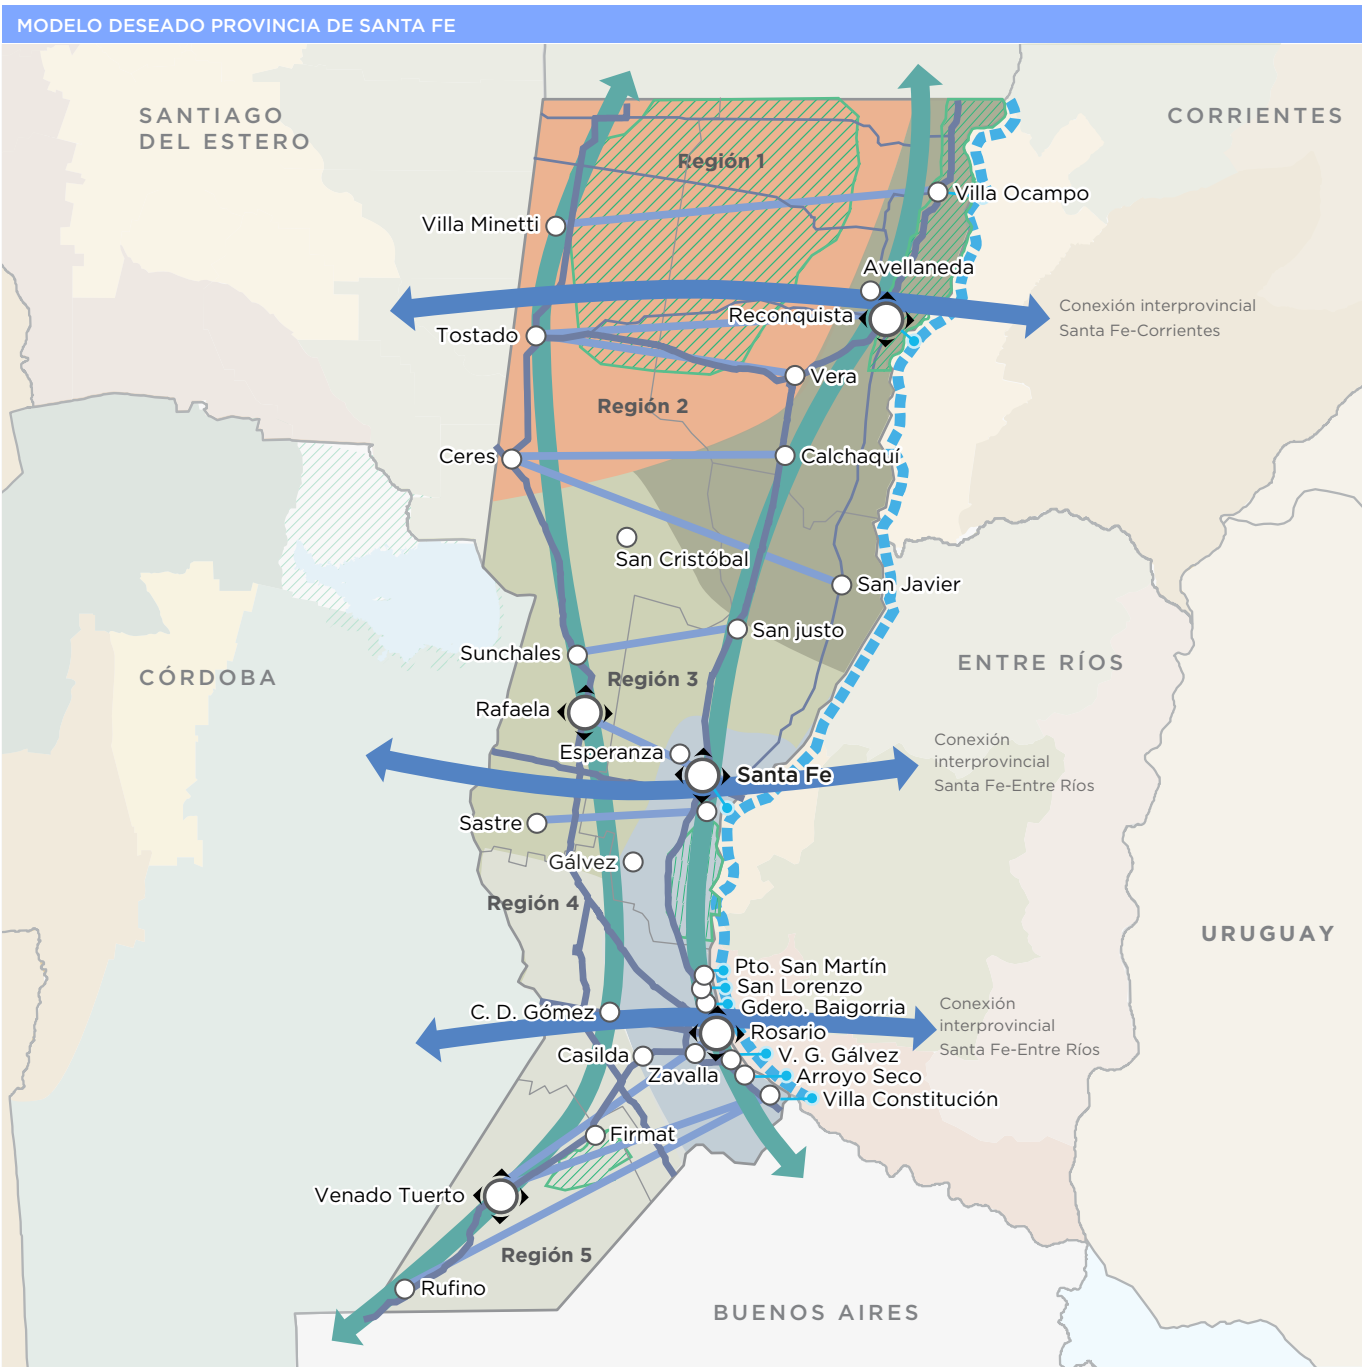 MODELO DESEADO PROVINCIA DE SANTA FE
SANTIAGO
DEL ESTERO
CORRIENTES
Región 1
Villa Ocampo
Villa Minetti
Avellaneda
Conexión interprovincial
Santa Fe-Corrientes
Reconquista
Tostado
Vera
Región 2
Ceres
Calchaquí
San Cristóbal
San Javier
San justo
Sunchales
ENTRE RÍOS
CÓRDOBA
Región 3
Rafaela
Conexión
interprovincial
Santa Fe-Entre Ríos
Esperanza
Santa Fe
Sastre
Gálvez
Región 4
URUGUAY
Pto. San Martín
San Lorenzo
Gdero. Baigorria
Conexión
interprovincial
Santa Fe-Entre Ríos
C. D. Gómez
Rosario
Casilda
V. G. Gálvez
Zavalla
Arroyo Seco
Villa Constitución
Firmat
Venado Tuerto
Región 5
Rufino
BUENOS AIRES